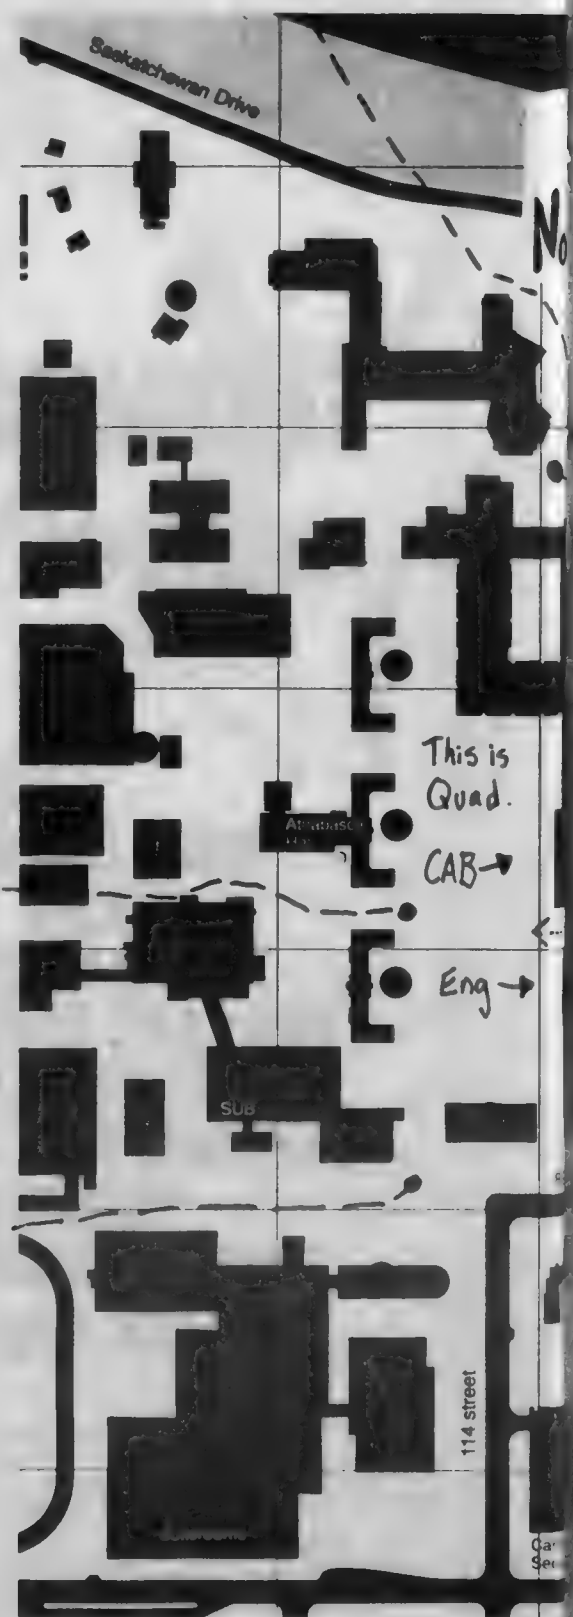 Saskatchewan Drive
No
This is
Quad.
CAB
Eng
SUB
114 street